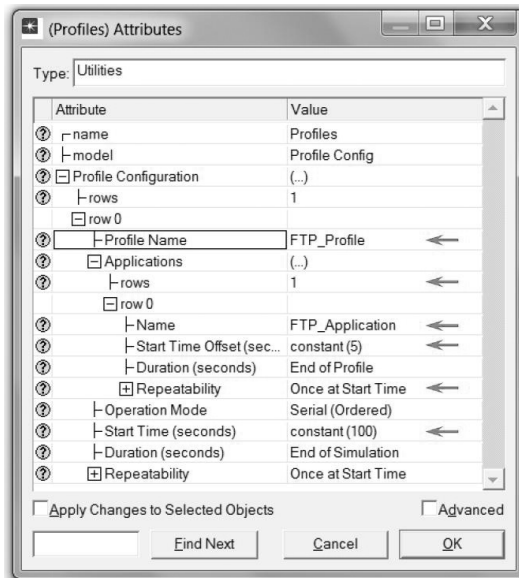 (Profiles) Attributes
Type: Utilities
Attribute Value
name Profiles
model Profile Config
Profile Configuration (...)
rows 1
row 0
Profile Name FTP_Profile
Applications (...)
rows 1
row 0
Name FTP_Application
Start Time Offset (sec... constant (5)
Duration (seconds) End of Profile
Repeatability Once at Start Time
Operation Mode Serial (Ordered)
Start Time (seconds) constant (100)
Duration (seconds) End of Simulation
Repeatability Once at Start Time
Apply Changes to Selected Objects Advanced
Find Next Cancel OK